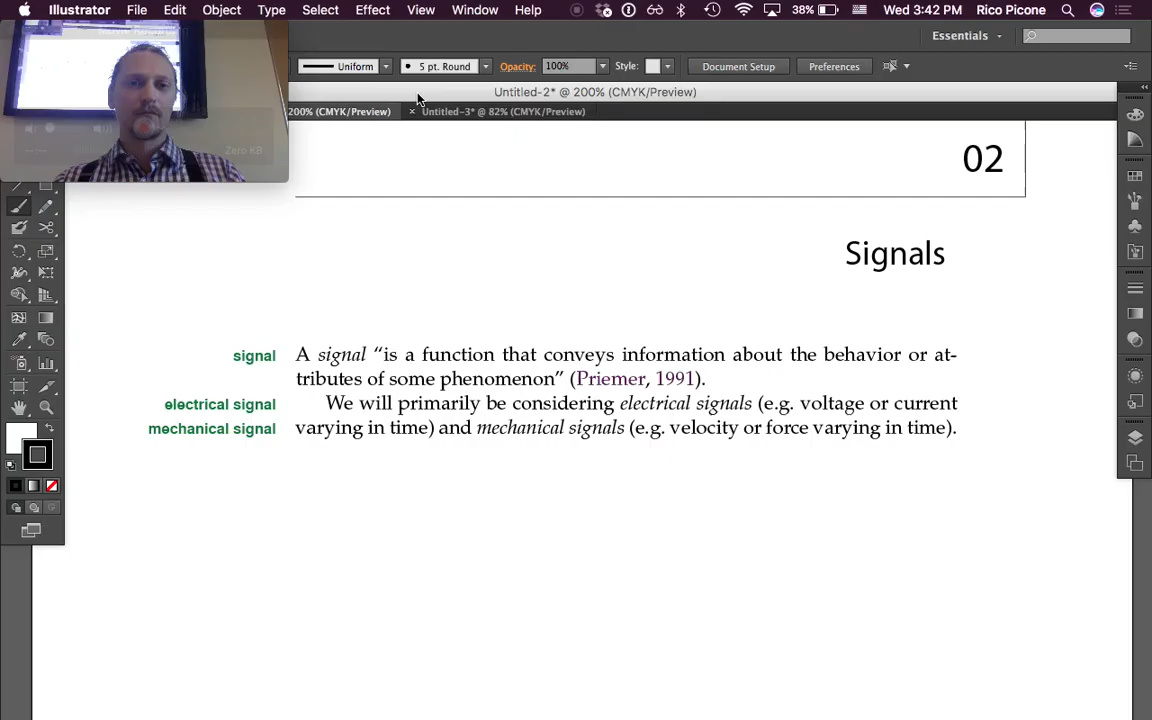 Illustrator File Edit Object Type Select Effect View Window Help 38% Wed 3:42 PM Rico Picone
Essentials
Uniform 5 pt. Round Opacity: 100% Style: Document Setup Preferences
Untitled-2* @ 200% (CMYK/Preview)
200% (CMYK/Preview) × Untitled-3* @ 82% (CMYK/Preview)
Zero KB
02
Signals
signal A signal “is a function that conveys information about the behavior or at-
tributes of some phenomenon” (Priemer, 1991).
electrical signal We will primarily be considering electrical signals (e.g. voltage or current
mechanical signal varying in time) and mechanical signals (e.g. velocity or force varying in time).